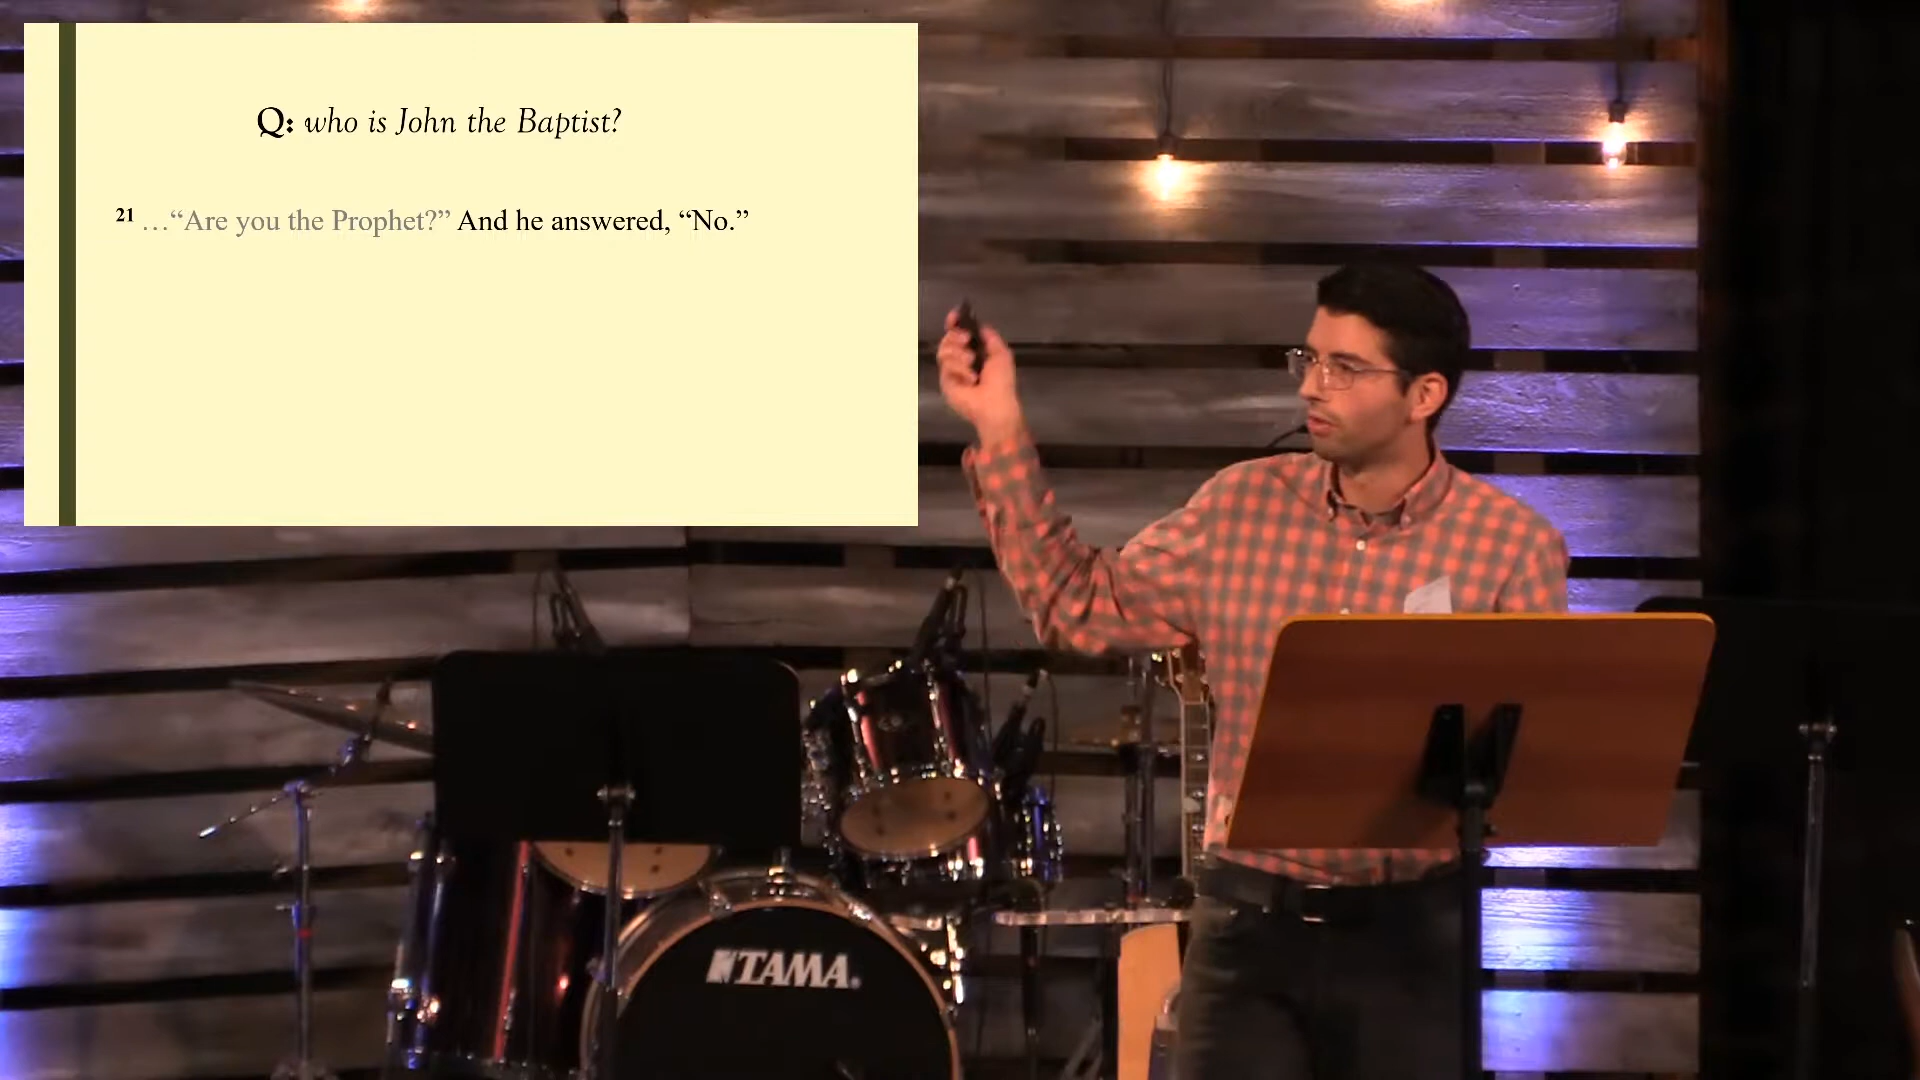 Q: who is John the Baptist?
21 …“Are you the Prophet?” And he answered, “No.”
TAMA.